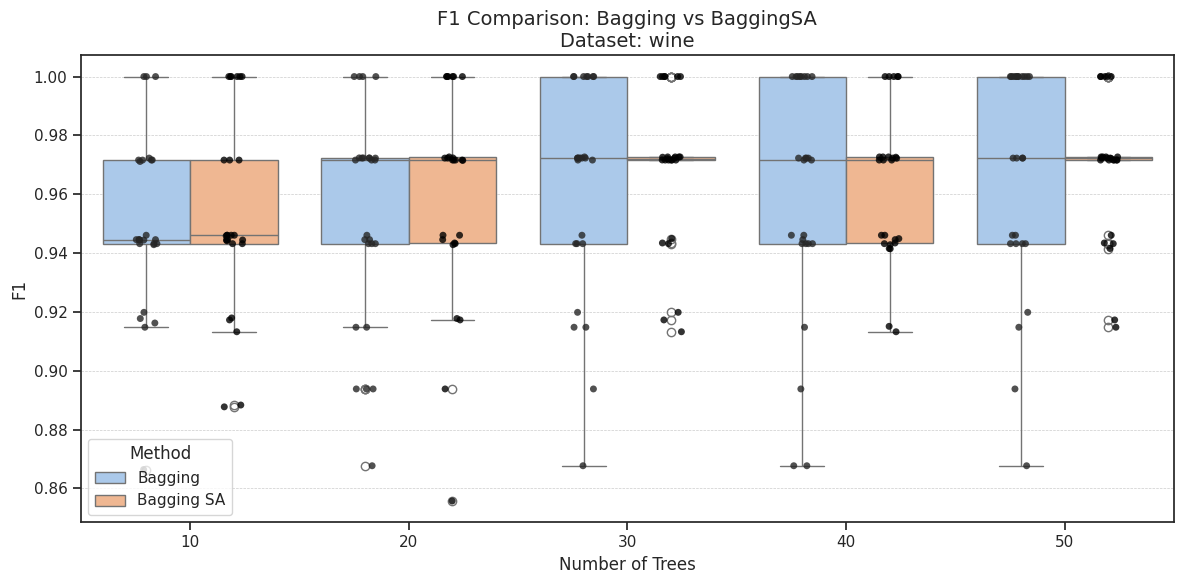 F1 Comparison: Bagging vs BaggingSA
Dataset: wine
F1
1.00
0.98
0.96
0.94
0.92
0.90
0.88
0.86
Method
Bagging
Bagging SA
10
20
30
40
50
Number of Trees